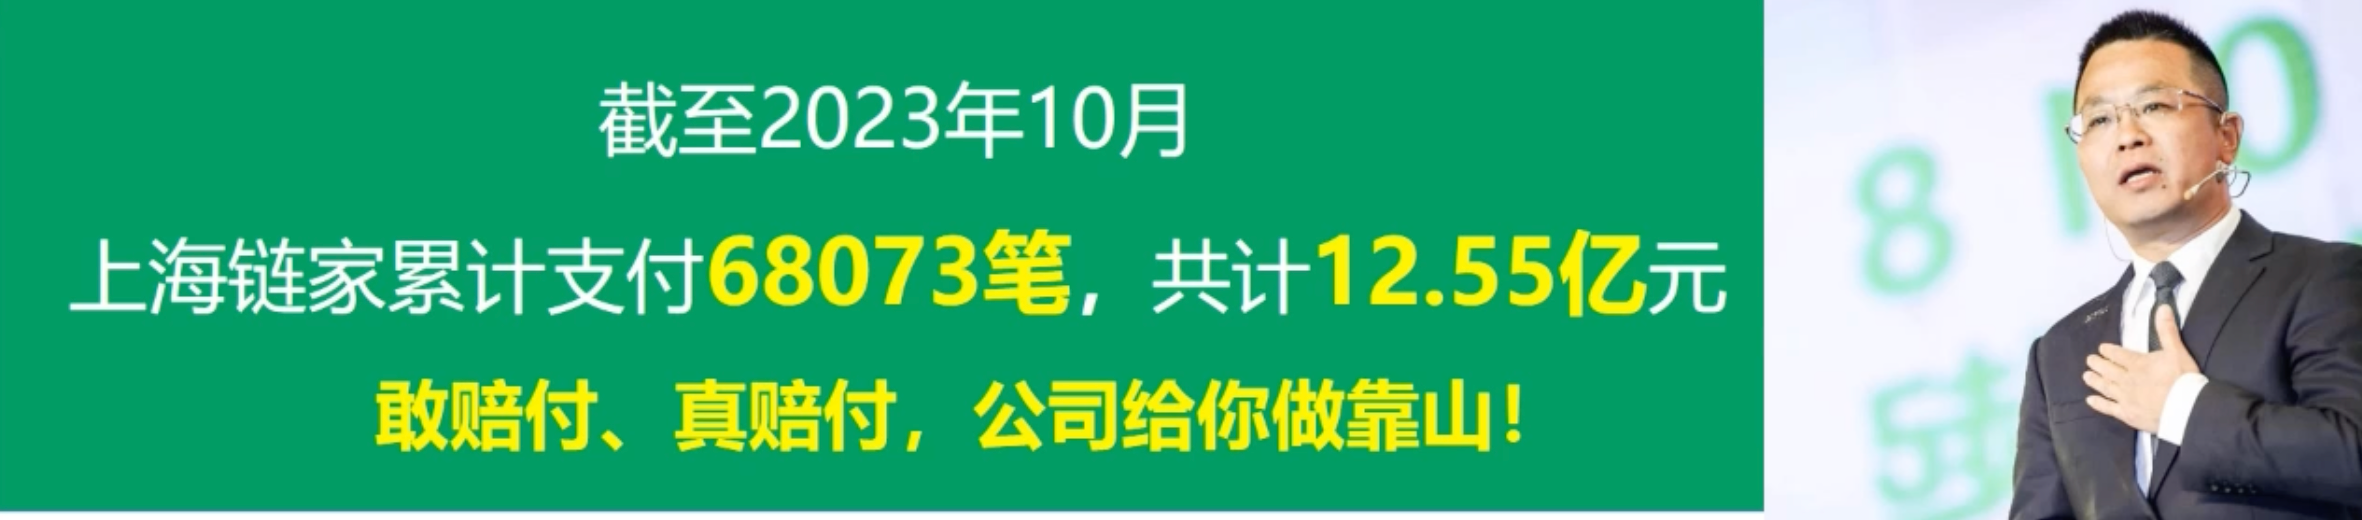 截至2023年10月
上海链家累计支付68073笔，共计12.55亿元
敢赔付、真赔付，公司给你做靠山！
8 10